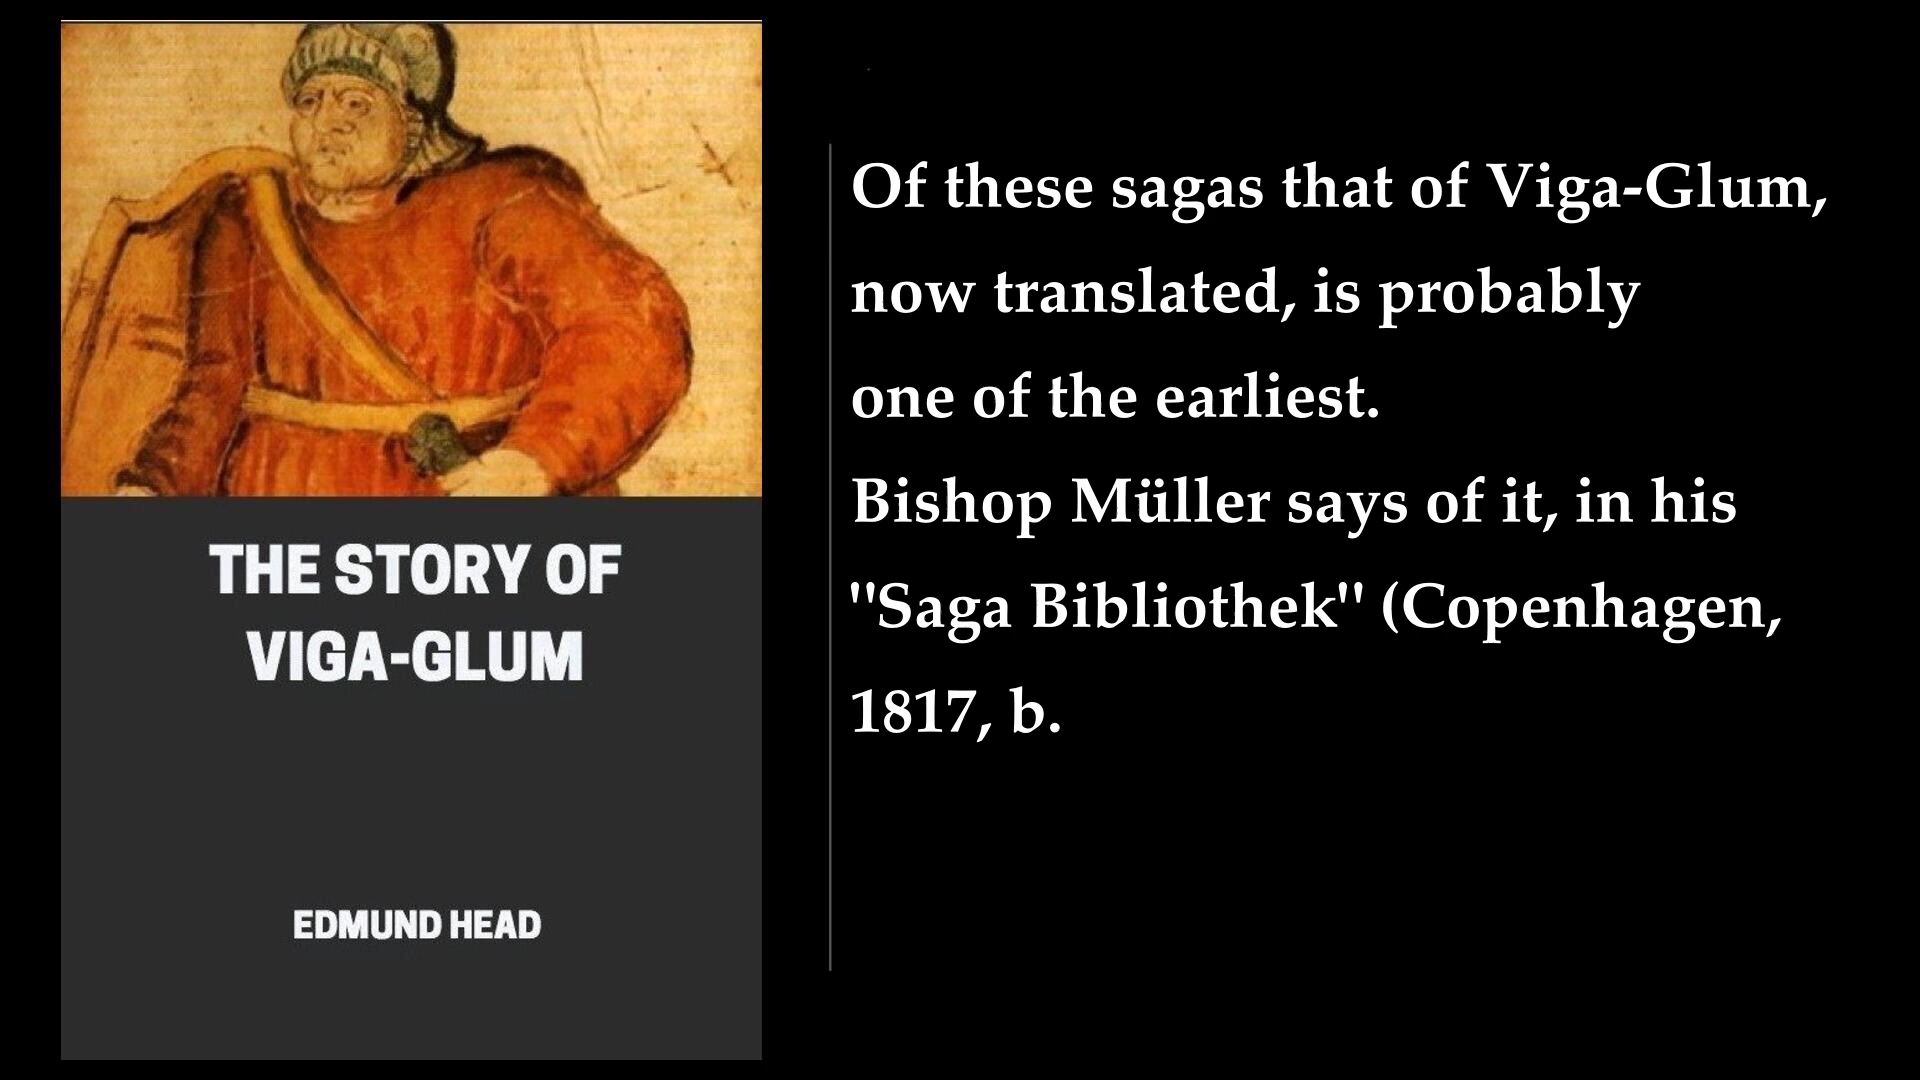 THE STORY OF
VIGA-GLUM
EDMUND HEAD
Of these sagas that of Viga-Glum,
now translated, is probably
one of the earliest.
Bishop Müller says of it, in his
"Saga Bibliothek" (Copenhagen,
1817, b.